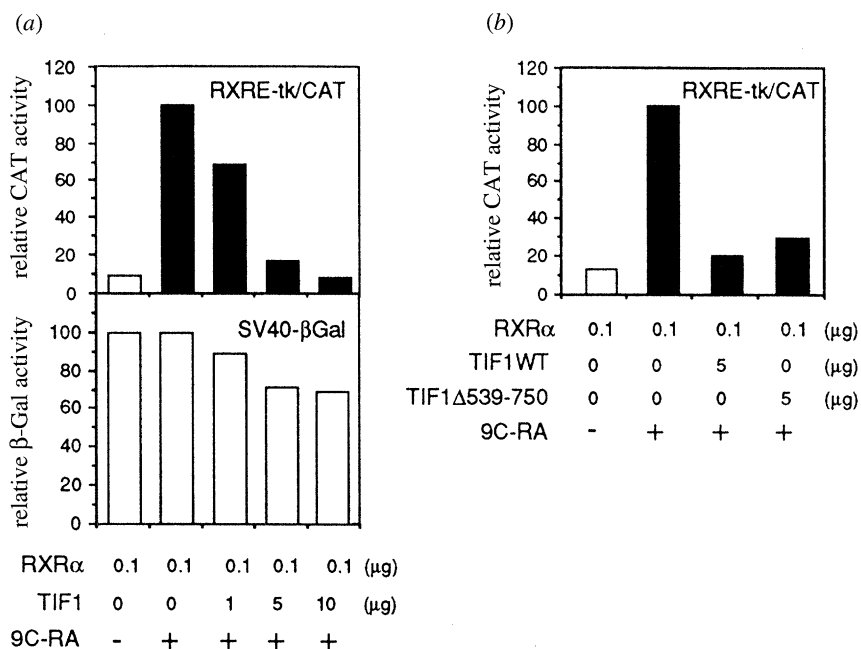 (a)
120
RXRE-tk/CAT
100
80
60
40
20
0
relative CAT activity
SV40-βGal
100
80
60
40
20
0
relative β-Gal activity
RXRα 0.1 0.1 0.1 0.1 0.1 (μg)
TIF1 0 0 1 5 10 (μg)
9C-RA - + + + +
(b)
120
RXRE-tk/CAT
100
80
60
40
20
0
relative CAT activity
RXRα 0.1 0.1 0.1 0.1 (μg)
TIF1WT 0 0 5 0 (μg)
TIF1Δ539-750 0 0 0 5 (μg)
9C-RA - + + +